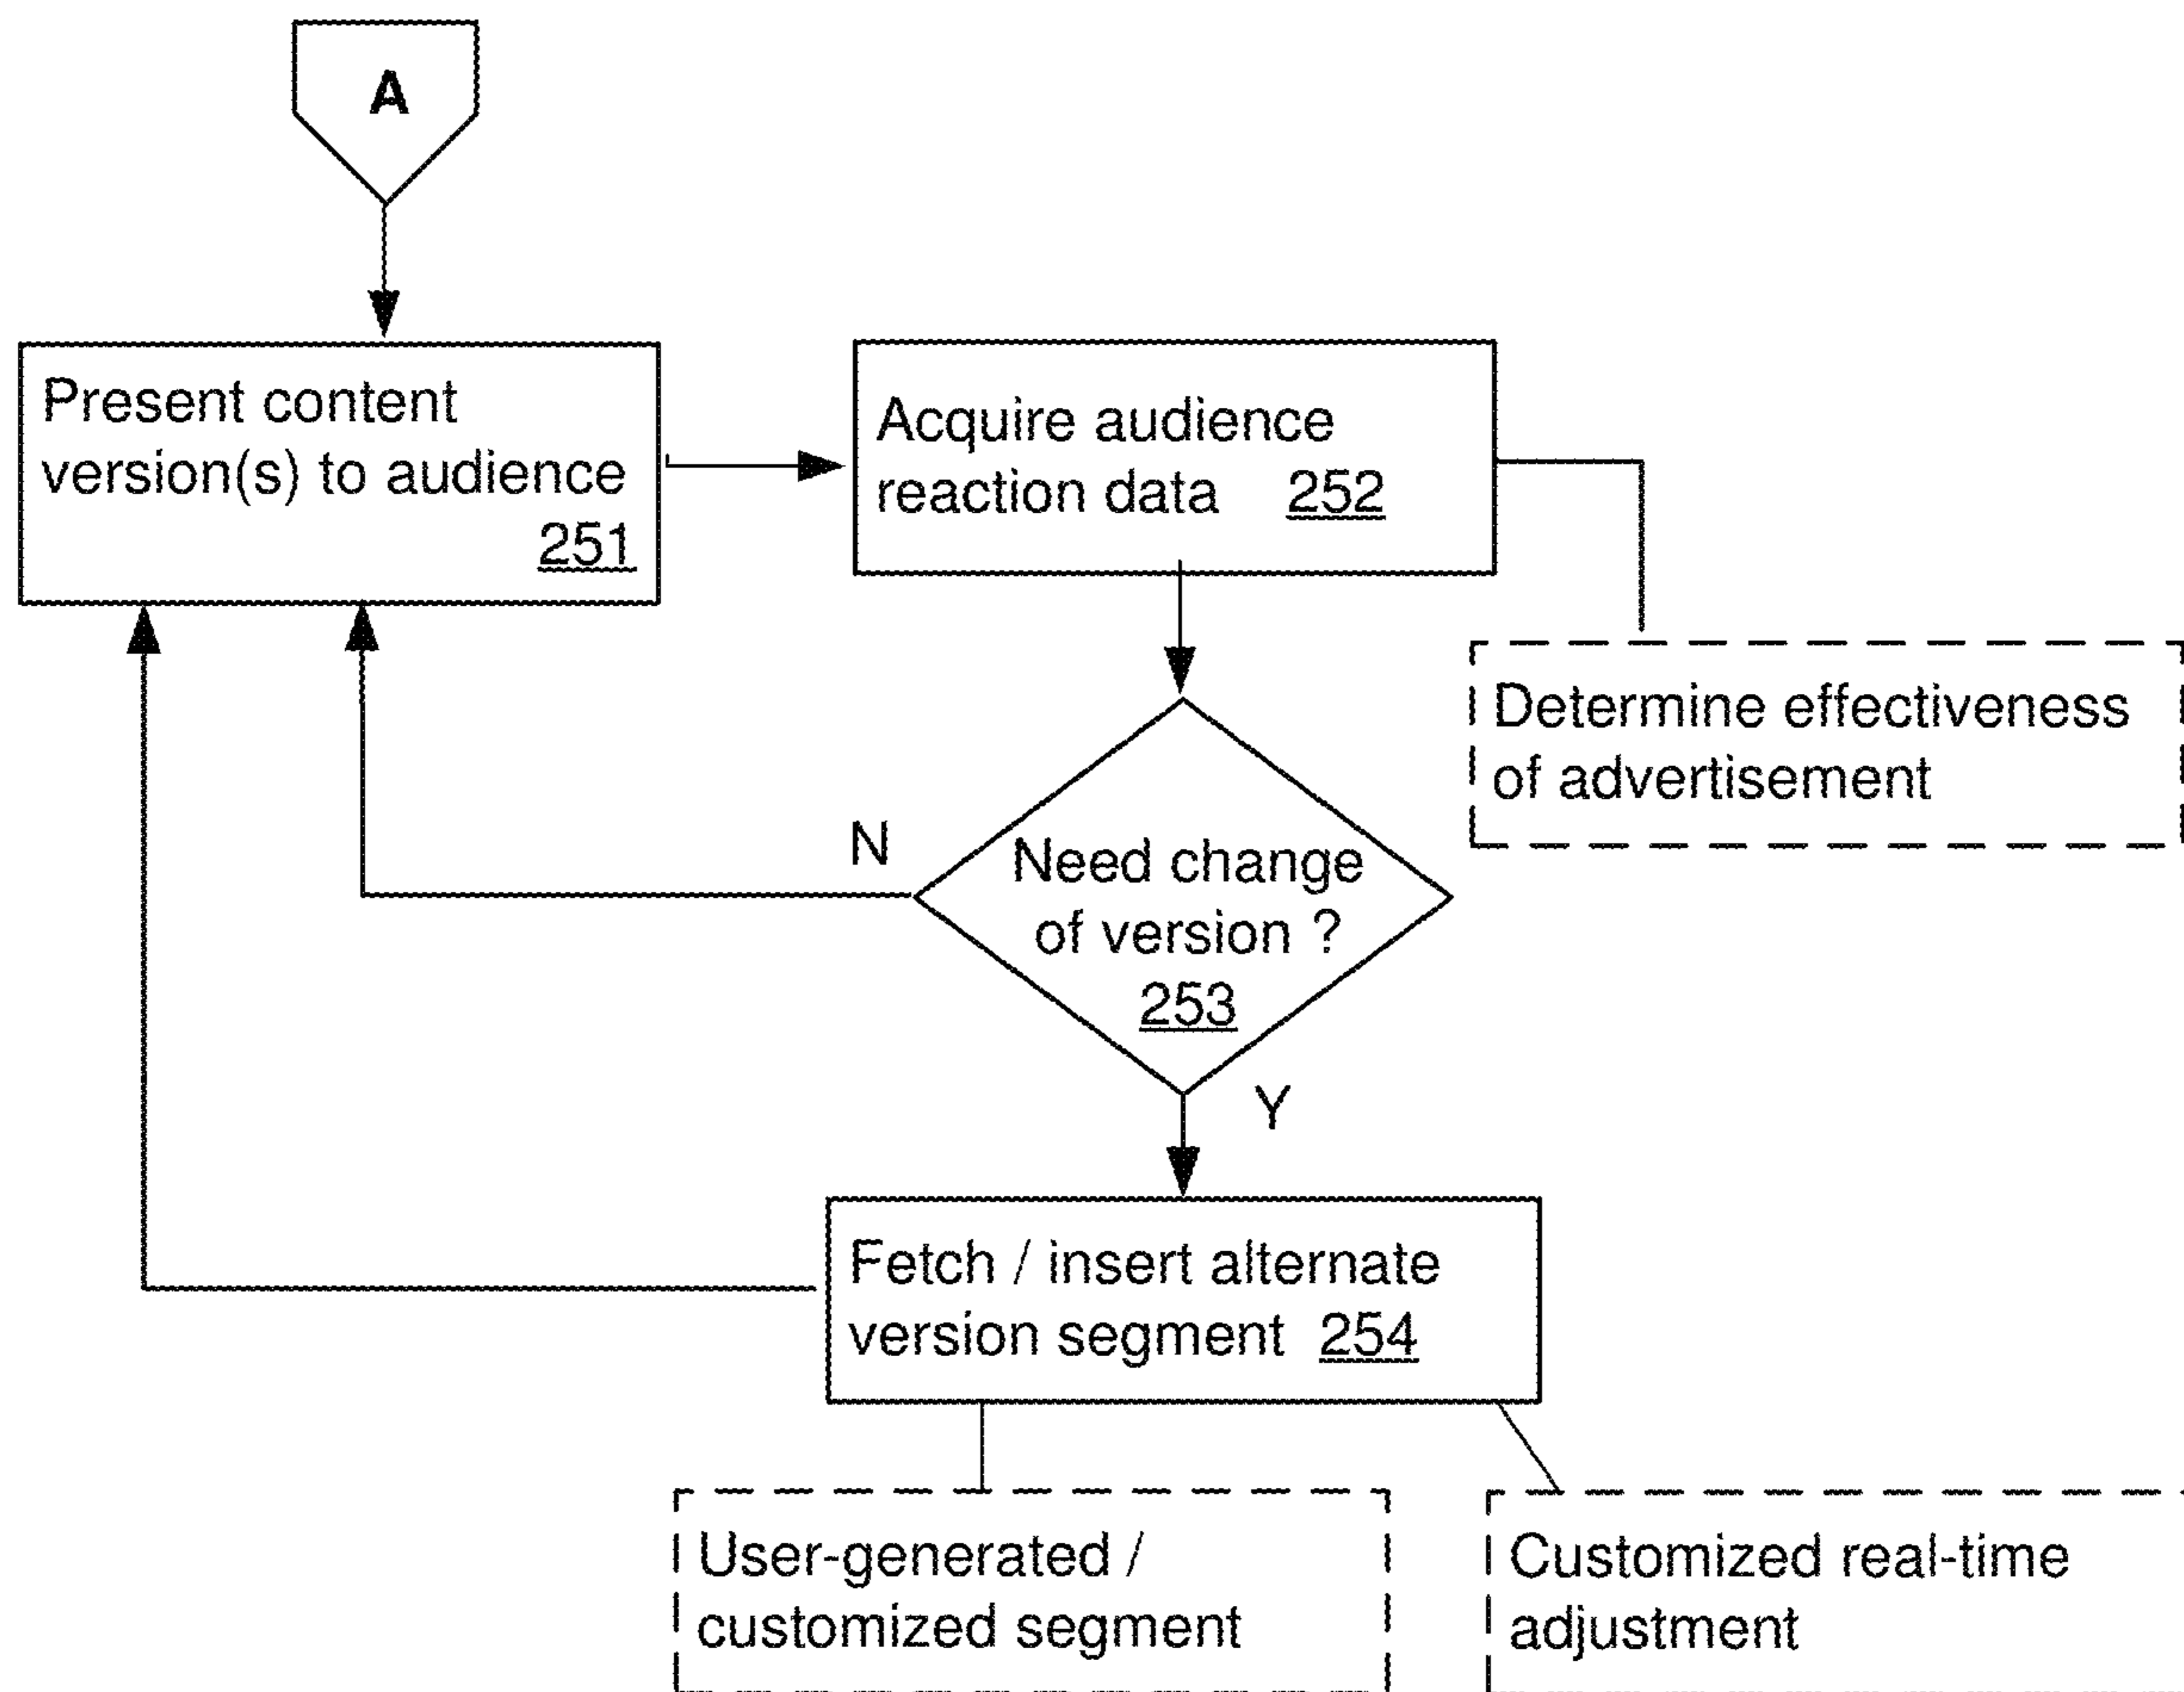 A
Present content
version(s) to audience
251
Acquire audience
reaction data 252
Determine effectiveness
of advertisement
N
Need change
of version ?
253
Y
Fetch / insert alternate
version segment 254
User-generated /
customized segment
Customized real-time
adjustment